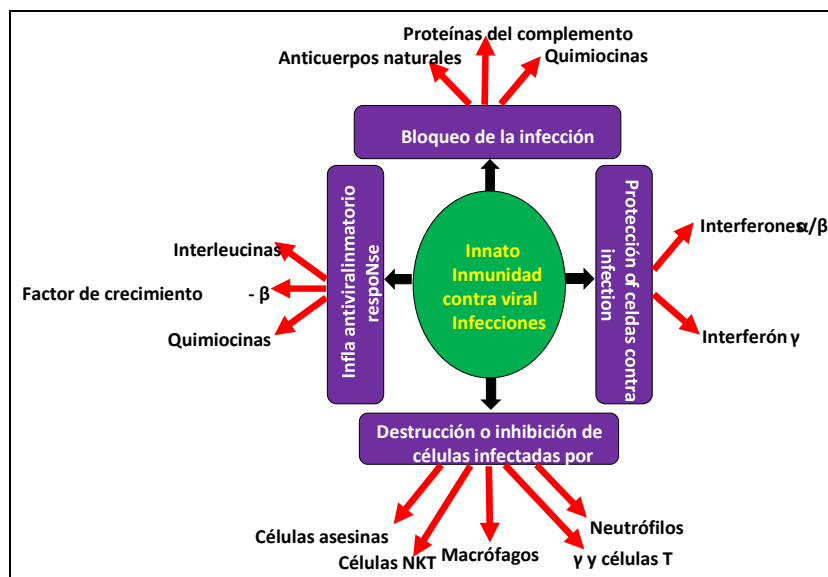 Proteínas del complemento
Anticuerpos naturales
Quimiocinas
Bloqueo de la infección
Infla antiviralinmatorio
respoNse
Interleucinas
Factor de crecimiento - β
Quimiocinas
Innato
Inmunidad
contra viral
Infecciones
Protección of celdas contra
infection
Interferones α/β
Interferón γ
Destrucción o inhibición de
células infectadas por
Células asesinas
Células NKT
Macrófagos
γ y células T
Neutrófilos